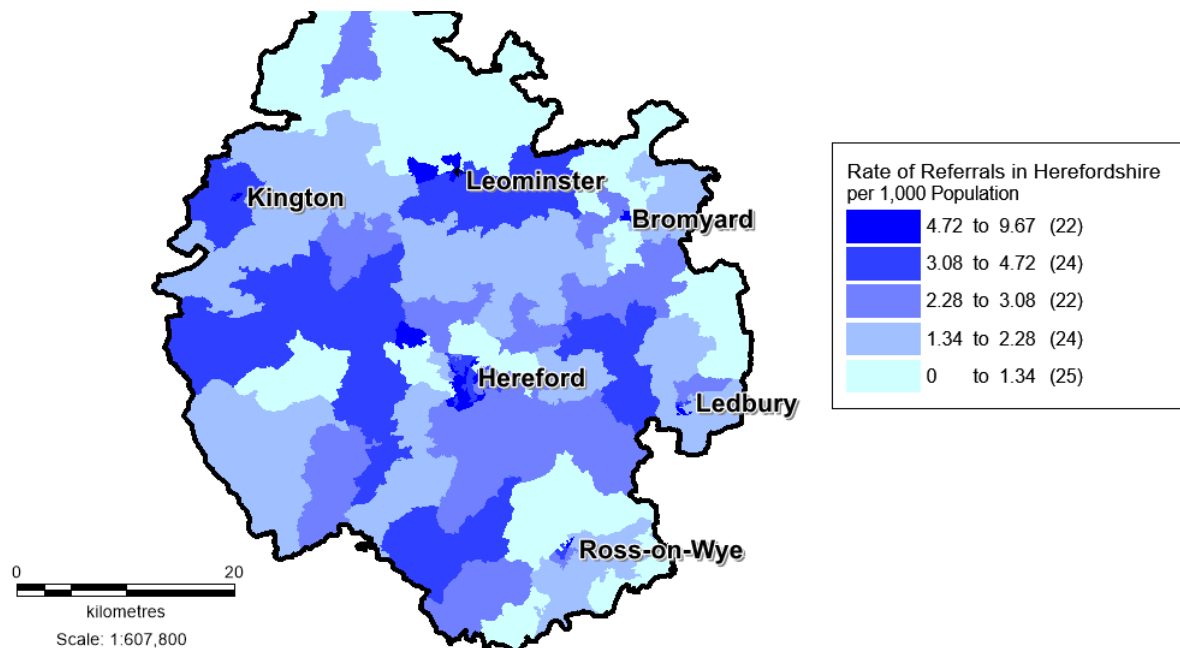 Leominster
Kington
Bromyard
Hereford
Ledbury
Ross-on-Wye
0 20
kilometres
Scale: 1:607,800
Rate of Referrals in Herefordshire
per 1,000 Population
4.72 to 9.67 (22)
3.08 to 4.72 (24)
2.28 to 3.08 (22)
1.34 to 2.28 (24)
0 to 1.34 (25)